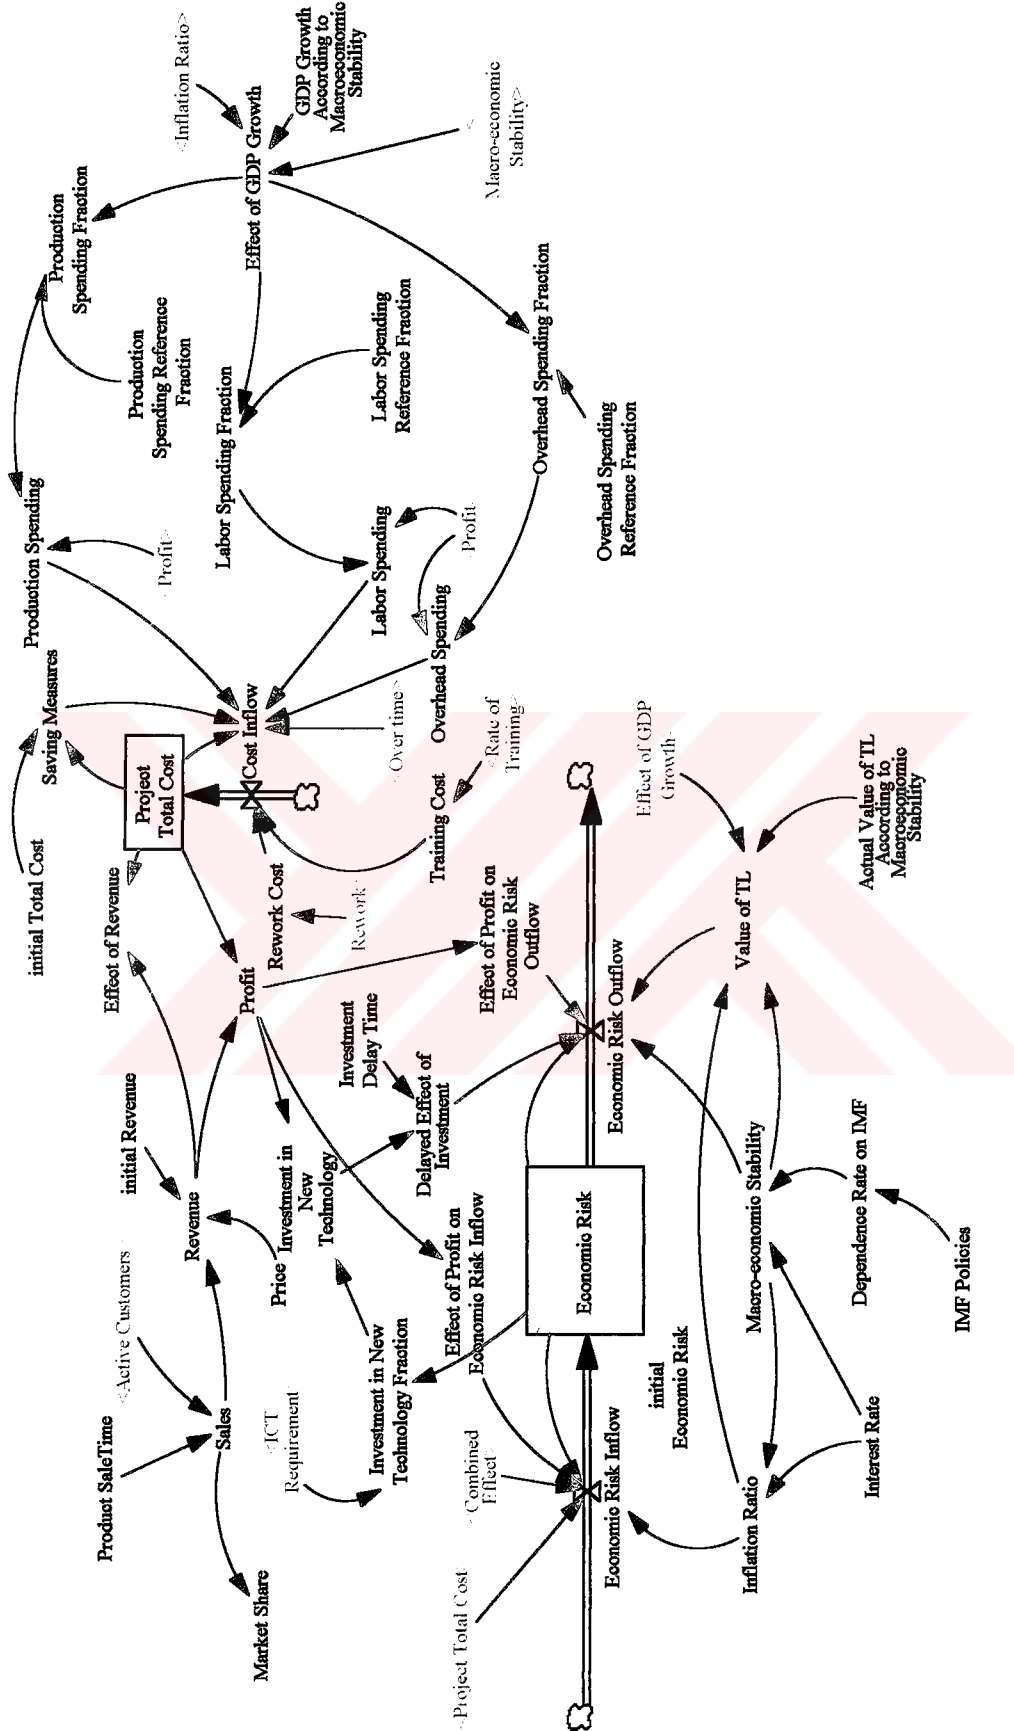 initial Total Cost
Saving Measures
Production Spending
Production
Spending Fraction
Product SaleTime
<Active Customers
initial Revenue
Effect of Revenue
Project
Total Cost
<Profit>
Production
Spending Reference
Fraction
<Inflation Ratio>
Market Share
Sales
Revenue
Profit
Cost Inflow
Labor Spending Fraction
Effect of GDP Growth
GDP Growth
According to
Macroeconomic
Stability
<ICT
Requirement
Price
Investment in
New
Technology
Rework Cost
Rework
<Over time>
Labor Spending
Labor Spending
Reference Fraction
Investment in New
Technology Fraction
Investment
Delay Time
Delayed Effect of
Investment
Training Cost
Overhead Spending
Profit
<Project Total Cost
<Combined
Effect>
Effect of Profit on
Economic Risk Inflow
Effect of Profit on
Economic Risk
Outflow
<Rate of
Training>
Overhead Spending Fraction
<
Macro-economic
Stability>
Economic Risk Inflow
Economic Risk
Economic Risk Outflow
Overhead Spending
Reference Fraction
initial
Economic Risk
Effect of GDP
Growth>
Inflation Ratio
Macro-economic Stability
Value of TL
Interest Rate
Dependence Rate on IMF
Actual Value of TL
According to
Macroeconomic
Stability
IMF Policies